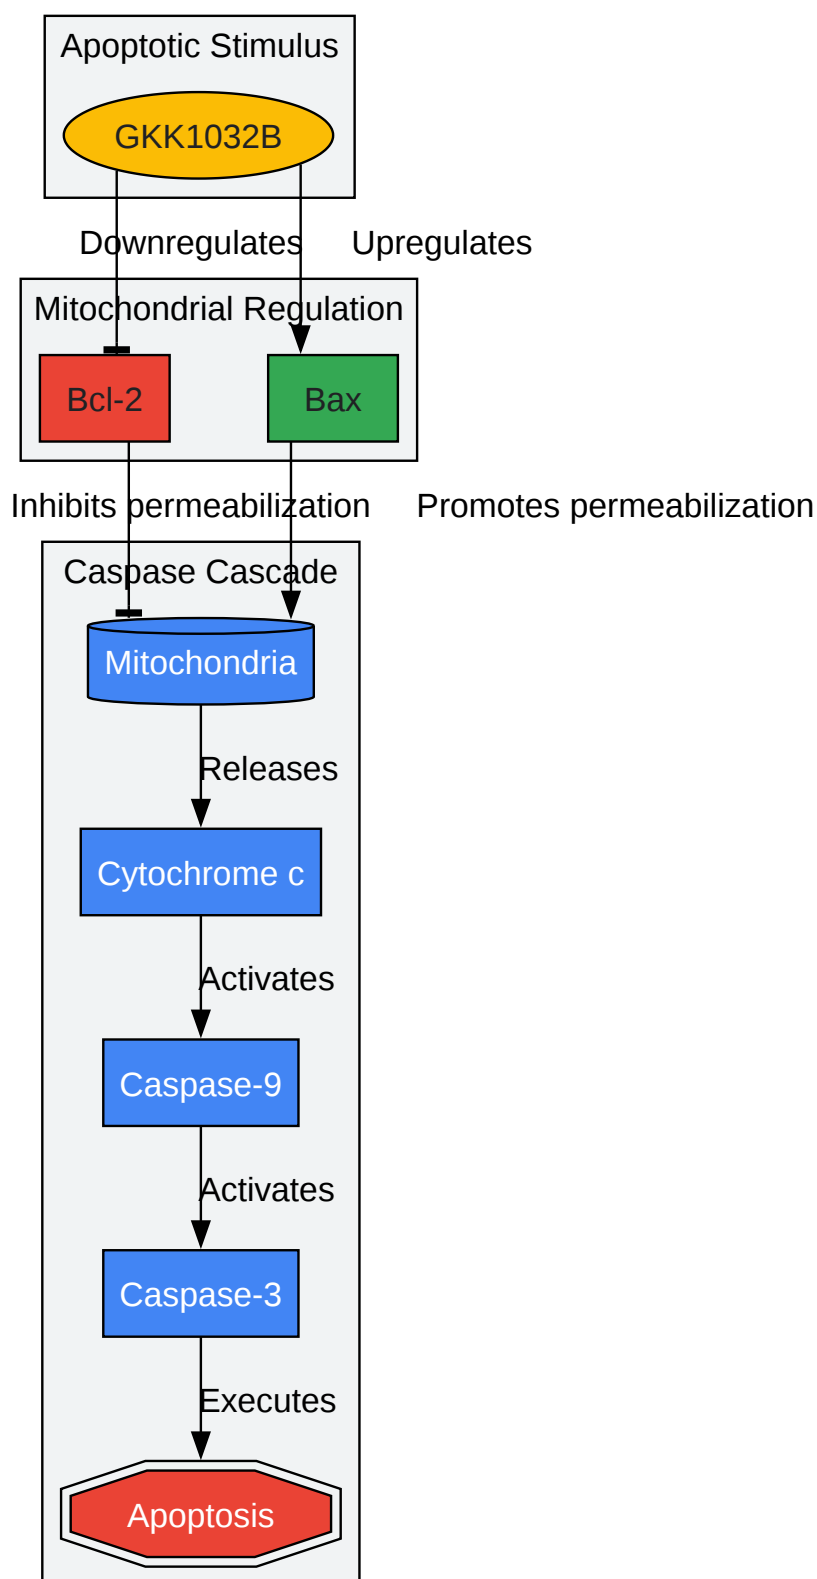 Apoptotic Stimulus
GKK1032B
Downregulates
Upregulates
Mitochondrial Regulation
Bcl-2
Bax
Inhibits permeabilization
Promotes permeabilization
Caspase Cascade
Mitochondria
Releases
Cytochrome c
Activates
Caspase-9
Activates
Caspase-3
Executes
Apoptosis